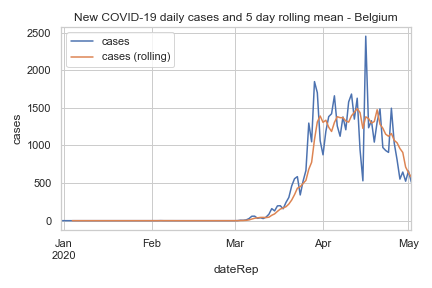 New COVID-19 daily cases and 5 day rolling mean - Belgium
cases
cases (rolling)
2500
2000
1500
1000
500
0
cases
Jan
2020
Feb
Mar
Apr
May
dateRep